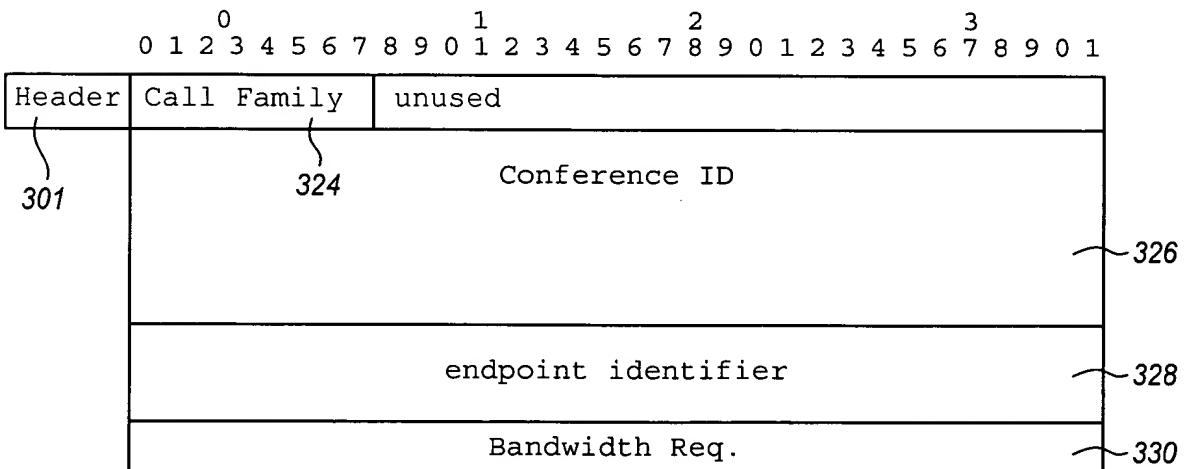 0 1 2 3
0 1 2 3 4 5 6 7 8 9 0 1 2 3 4 5 6 7 8 9 0 1 2 3 4 5 6 7 8 9 0 1
Header Call Family unused
301 324
Conference ID
326
endpoint identifier 328
Bandwidth Req. 330